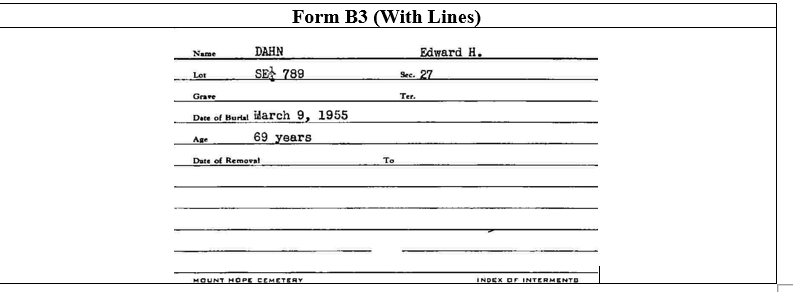 Form B3 (With Lines)
Name DAHN Edward H.
Lot SE¼ 789 Sec. 27
Grave Ter.
Date of Burial March 9, 1955
Age 69 years
Date of Removal To
MOUNT HOPE CEMETERY INDEX OF INTERMENTS